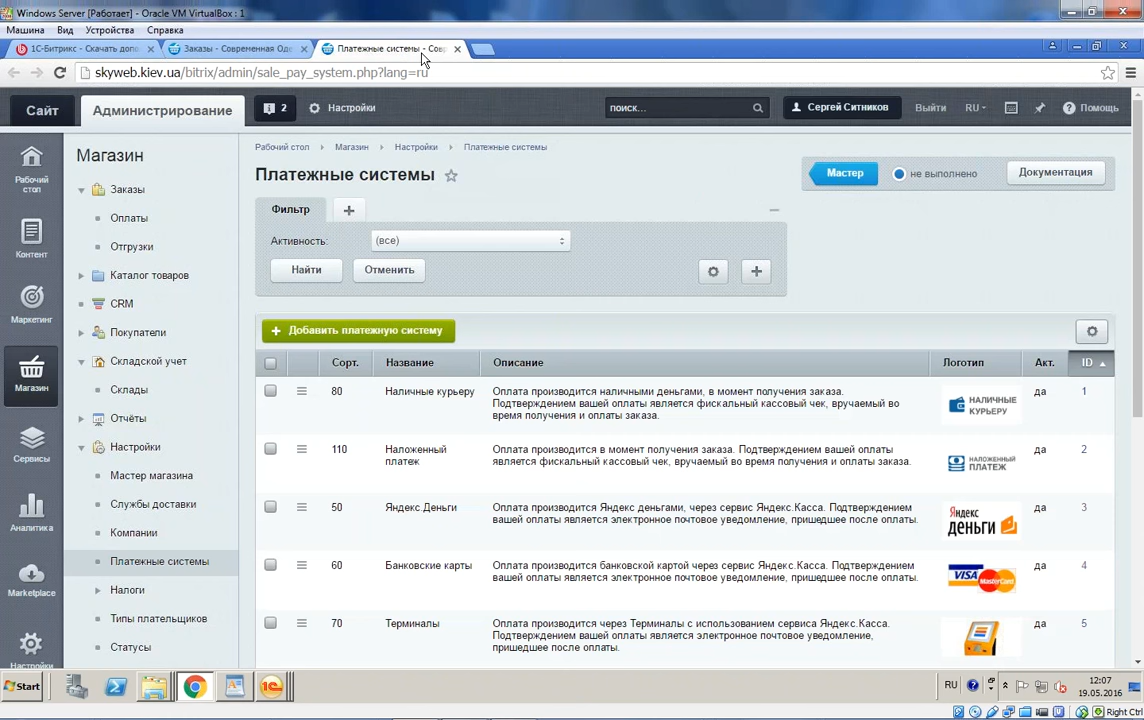 Windows Server [Работает] - Oracle VM VirtualBox : 1
Машина Вид Устройства Справка
1С-Битрикс - Скачать допо
Заказы - Современная Оде
Платежные системы - Совр
skyweb.kiev.ua/bitrix/admin/sale_pay_system.php?lang=ru
Сайт
Администрирование
2
Настройки
поиск...
Сергей Ситников
Выйти
RU
Помощь
Рабочий
стол
Контент
Маркетинг
Магазин
Сервисы
Аналитика
Marketplace
Настройки
Магазин
Заказы
Оплаты
Отгрузки
Каталог товаров
CRM
Покупатели
Складской учет
Склады
Отчёты
Настройки
Мастер магазина
Службы доставки
Компании
Платежные системы
Налоги
Типы плательщиков
Статусы
Рабочий стол Магазин Настройки Платежные системы
Платежные системы
Мастер
не выполнено
Документация
Фильтр
Активность:
(все)
Найти
Отменить
Добавить платежную систему
Сорт. Название Описание Логотип Акт. ID
80 Наличные курьеру
Оплата производится наличными деньгами, в момент получения заказа.
Подтверждением вашей оплаты является фискальный кассовый чек, вручаемый во
время получения и оплаты заказа.
НАЛИЧНЫЕ
КУРЬЕРУ
да 1
110 Наложенный
платеж
Оплата производится в момент получения заказа. Подтверждением вашей оплаты
является фискальный кассовый чек, вручаемый во время получения и оплаты заказа.
НАЛОЖЕННЫЙ
ПЛАТЕЖ
да 2
50 Яндекс.Деньги
Оплата производится Яндекс деньгами, через сервис Яндекс.Касса. Подтверждением
вашей оплаты является электронное почтовое уведомление, пришедшее после оплаты.
Яндекс
деньги
да 3
60 Банковские карты
Оплата производится банковской картой через сервис Яндекс.Касса. Подтверждением
вашей оплаты является электронное почтовое уведомление, пришедшее после оплаты.
VISA MasterCard
да 4
70 Терминалы
Оплата производится через Терминалы с использованием сервиса Яндекс.Касса.
Подтверждением вашей оплаты является электронное почтовое уведомление,
пришедшее после оплаты.
да 5
Start
RU
12:07
19.05.2016
Right Ctrl